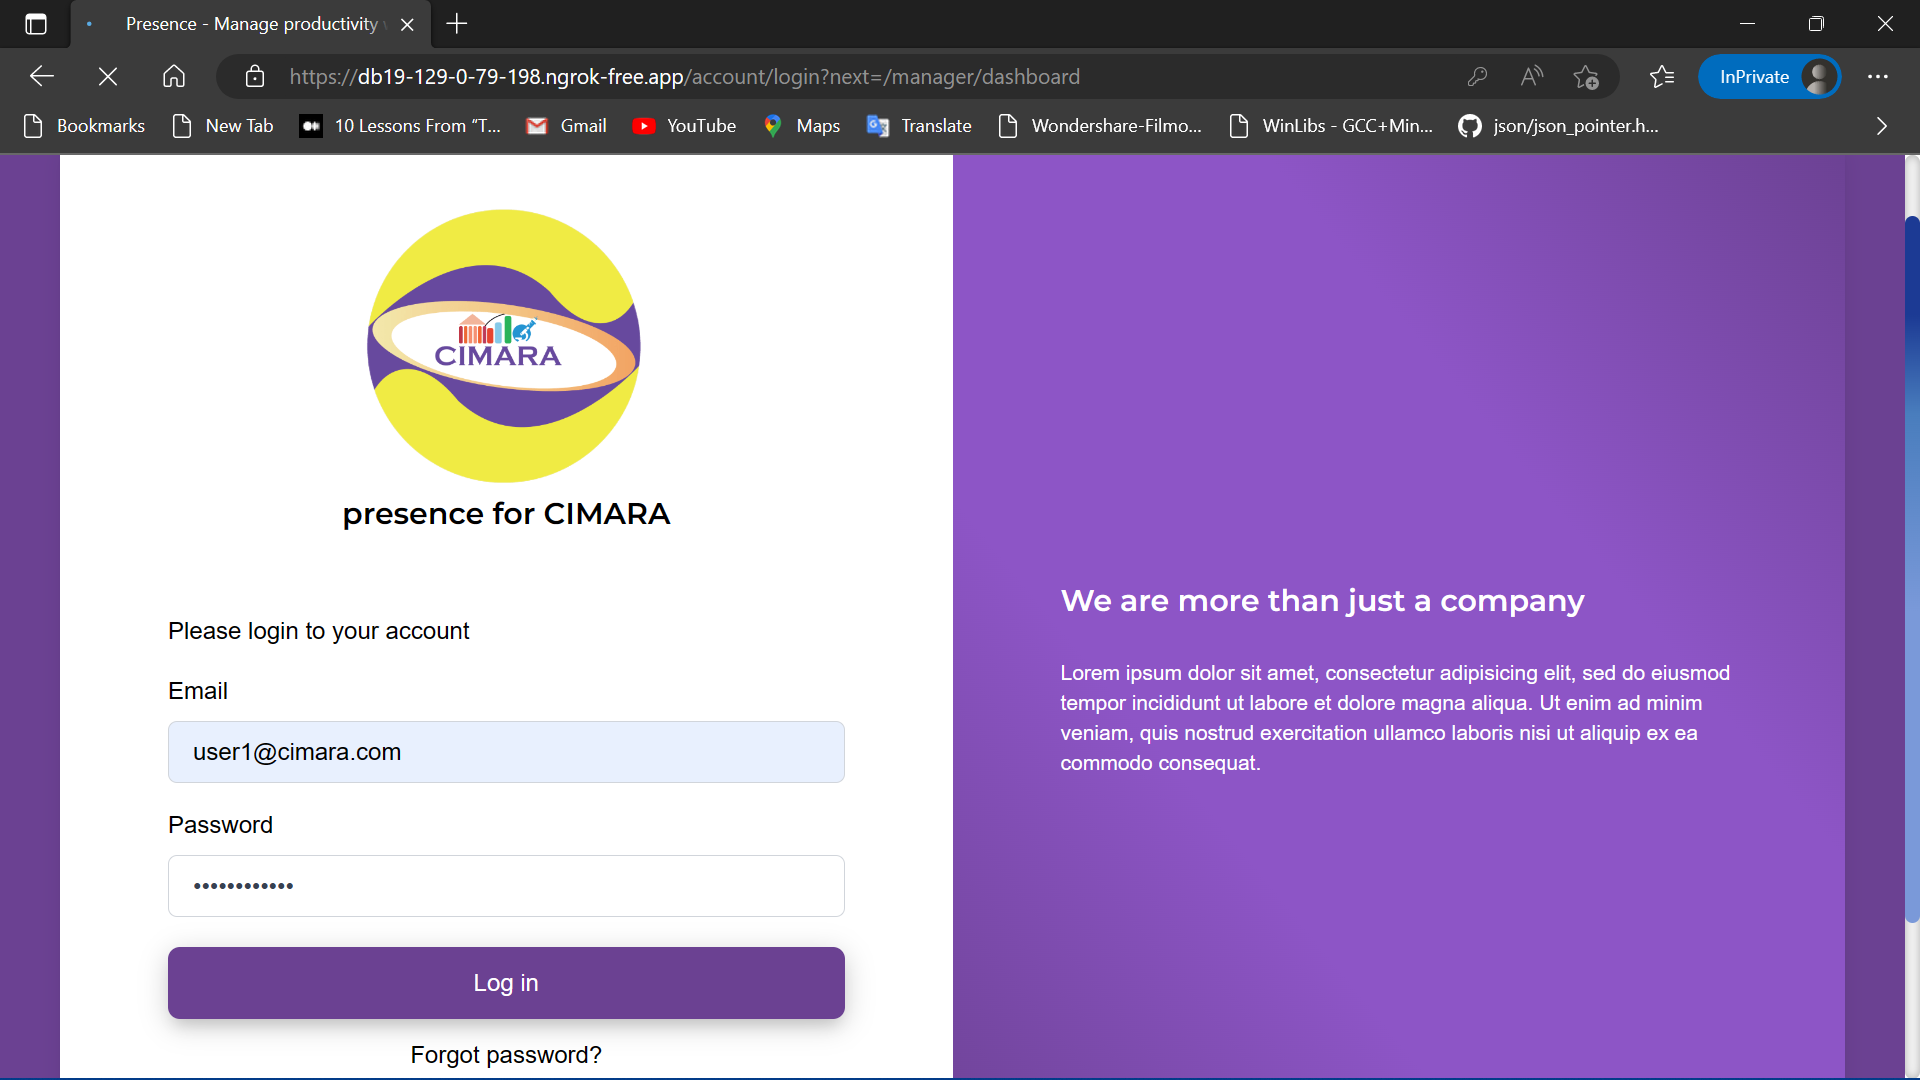 Presence - Manage productivity
https://db19-129-0-79-198.ngrok-free.app/account/login?next=/manager/dashboard
InPrivate
Bookmarks
New Tab
10 Lessons From “T...
Gmail
YouTube
Maps
Translate
Wondershare-Filmo...
WinLibs - GCC+Min...
json/json_pointer.h...
CIMARA
presence for CIMARA
Please login to your account
Email
user1@cimara.com
Password
••••••••••••
Log in
Forgot password?
We are more than just a company
Lorem ipsum dolor sit amet, consectetur adipisicing elit, sed do eiusmod
tempor incididunt ut labore et dolore magna aliqua. Ut enim ad minim
veniam, quis nostrud exercitation ullamco laboris nisi ut aliquip ex ea
commodo consequat.